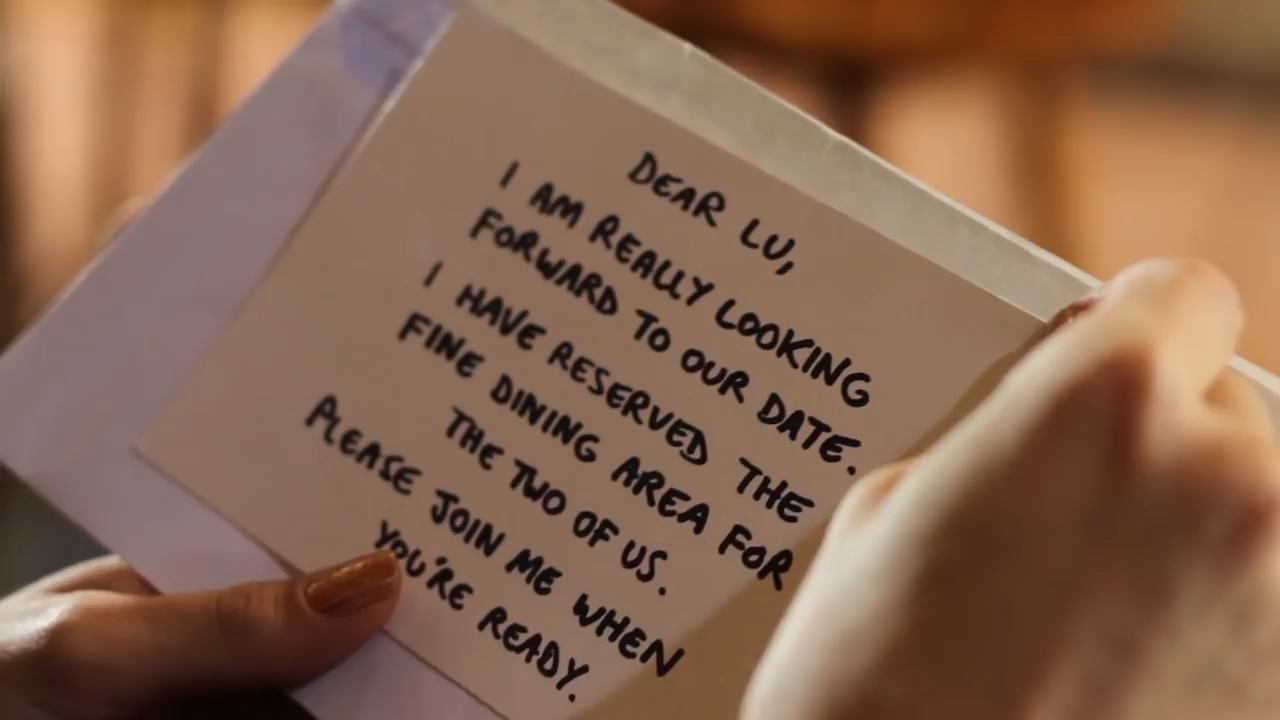 DEAR LU,
I AM REALLY LOOKING
FORWARD TO OUR DATE.
I HAVE RESERVED THE
FINE DINING AREA FOR
THE TWO OF US.
PLEASE JOIN ME WHEN
YOU'RE READY.